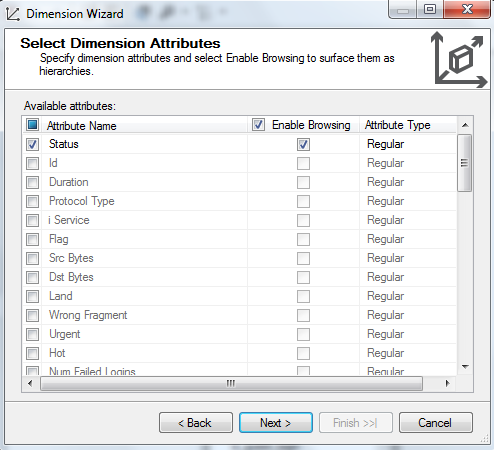 Dimension Wizard
Select Dimension Attributes
Specify dimension attributes and select Enable Browsing to surface them as
hierarchies.
Available attributes:
Attribute Name Enable Browsing Attribute Type
Status Regular
Id Regular
Duration Regular
Protocol Type Regular
i Service Regular
Flag Regular
Src Bytes Regular
Dst Bytes Regular
Land Regular
Wrong Fragment Regular
Urgent Regular
Hot Regular
Num Failed Logins Regular
< Back Next > Finish >>| Cancel